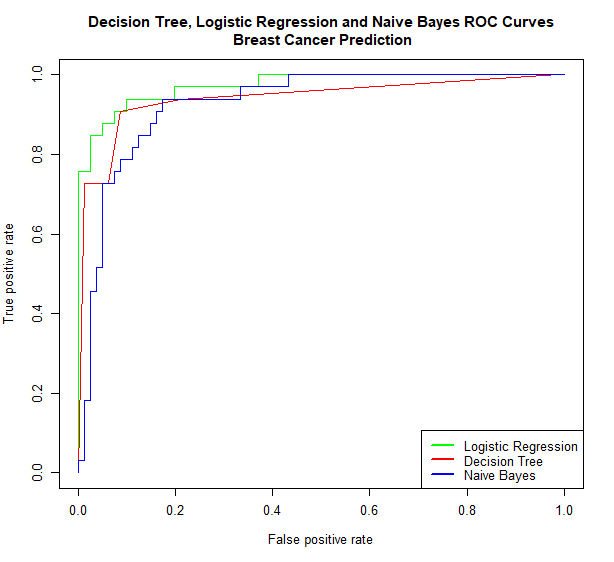 Decision Tree, Logistic Regression and Naive Bayes ROC Curves
Breast Cancer Prediction
True positive rate
1.0
0.8
0.6
0.4
0.2
0.0
Logistic Regression
Decision Tree
Naive Bayes
0.0 0.2 0.4 0.6 0.8 1.0
False positive rate